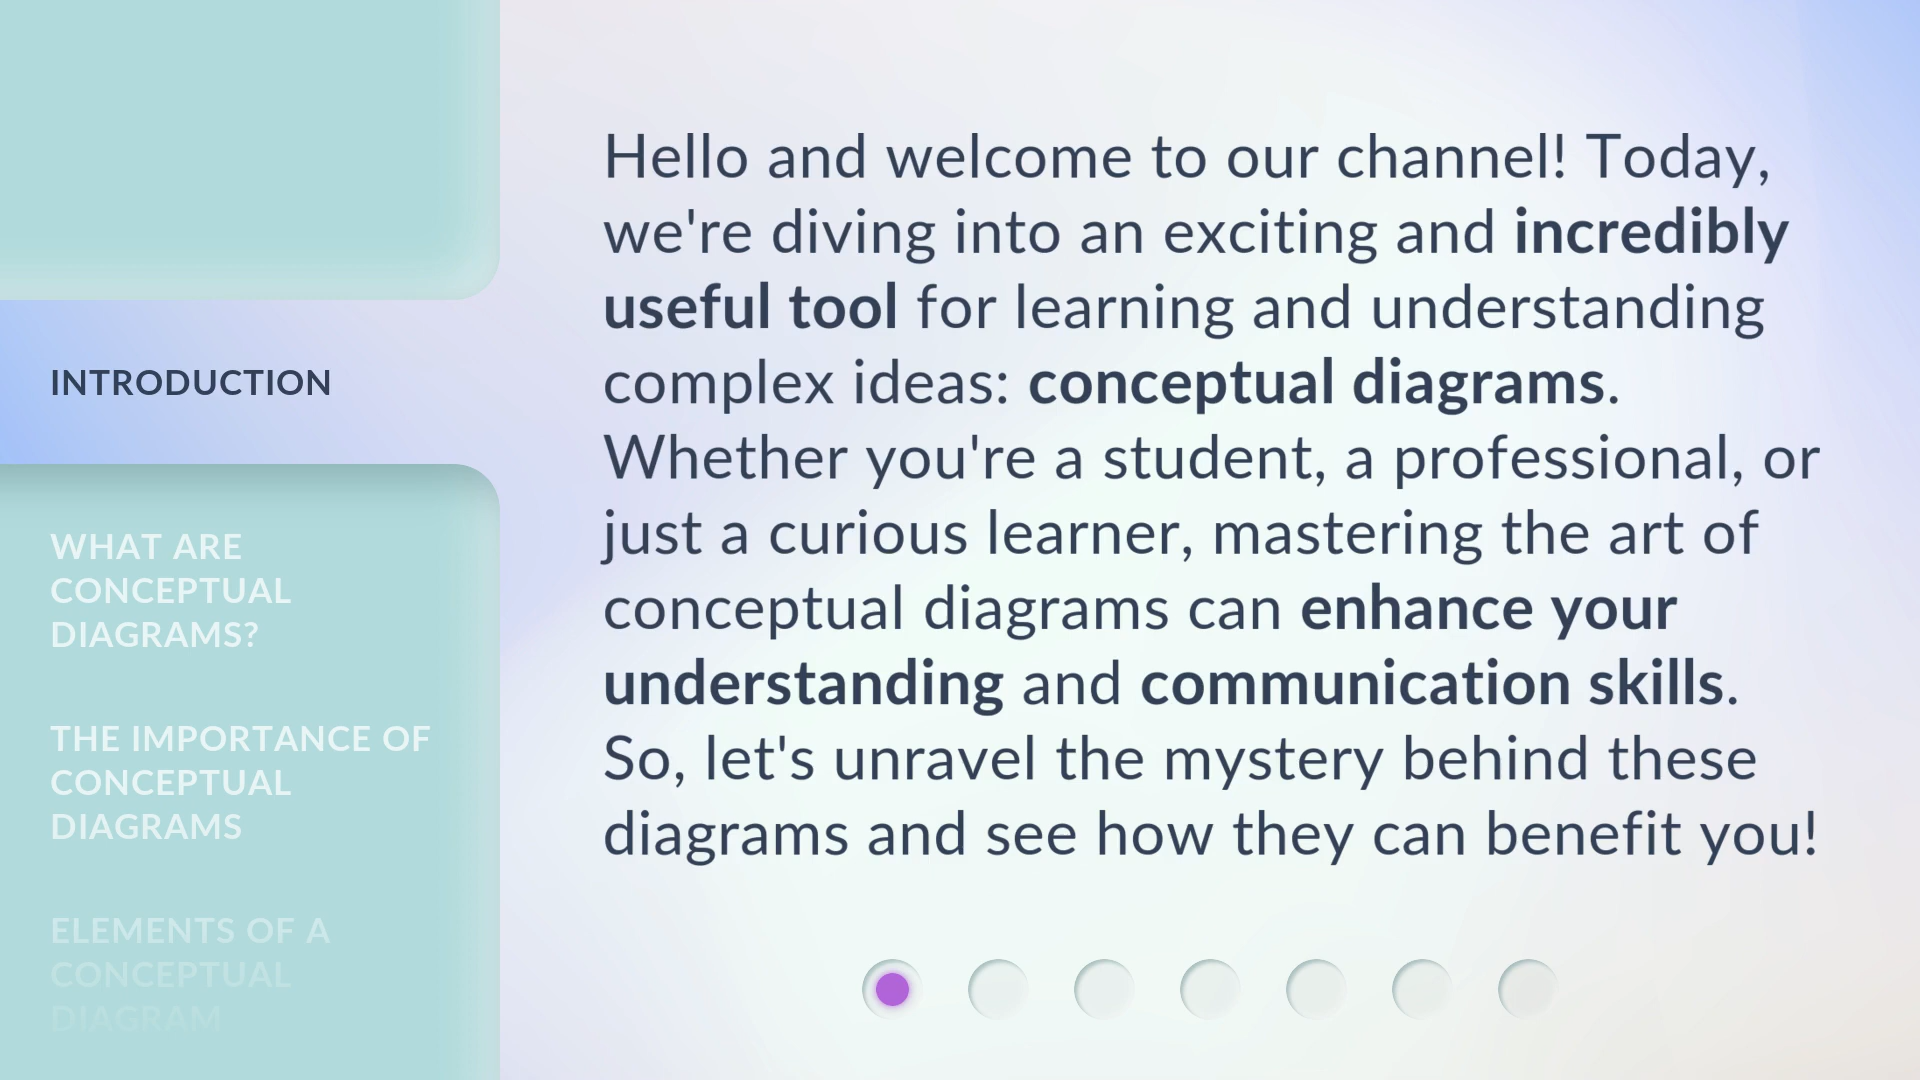 INTRODUCTION
WHAT ARE
CONCEPTUAL
DIAGRAMS?
THE IMPORTANCE OF
CONCEPTUAL
DIAGRAMS
ELEMENTS OF A
CONCEPTUAL
DIAGRAM
Hello and welcome to our channel! Today,
we're diving into an exciting and incredibly
useful tool for learning and understanding
complex ideas: conceptual diagrams.
Whether you're a student, a professional, or
just a curious learner, mastering the art of
conceptual diagrams can enhance your
understanding and communication skills.
So, let's unravel the mystery behind these
diagrams and see how they can benefit you!